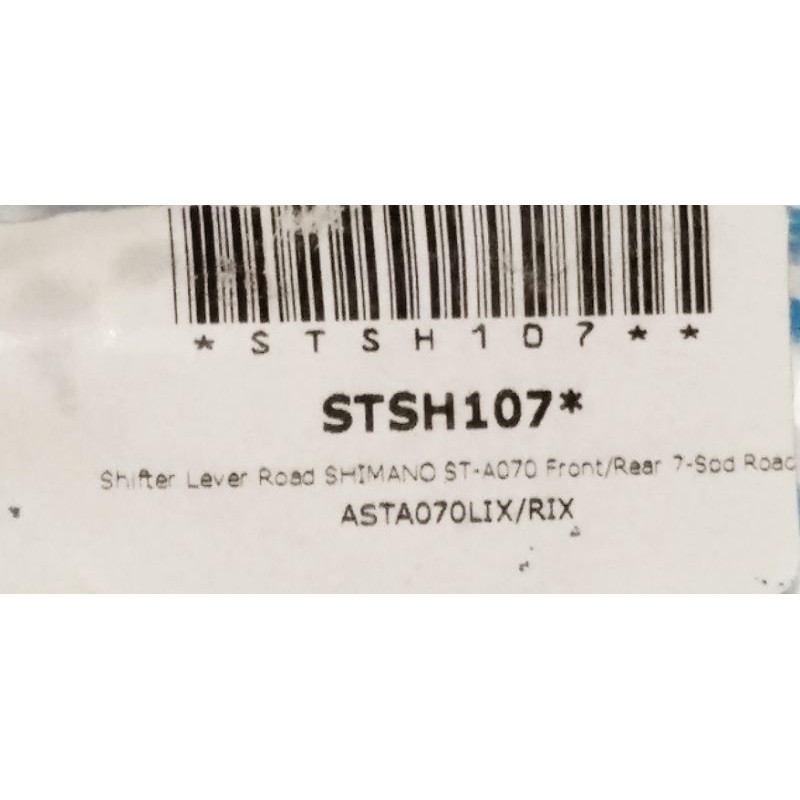 *STSH107**
STSH107*
Shifter Lever Road SHIMANO ST-A070 Front/Rear 7-Spd Road
ASTA070LIX/RIX